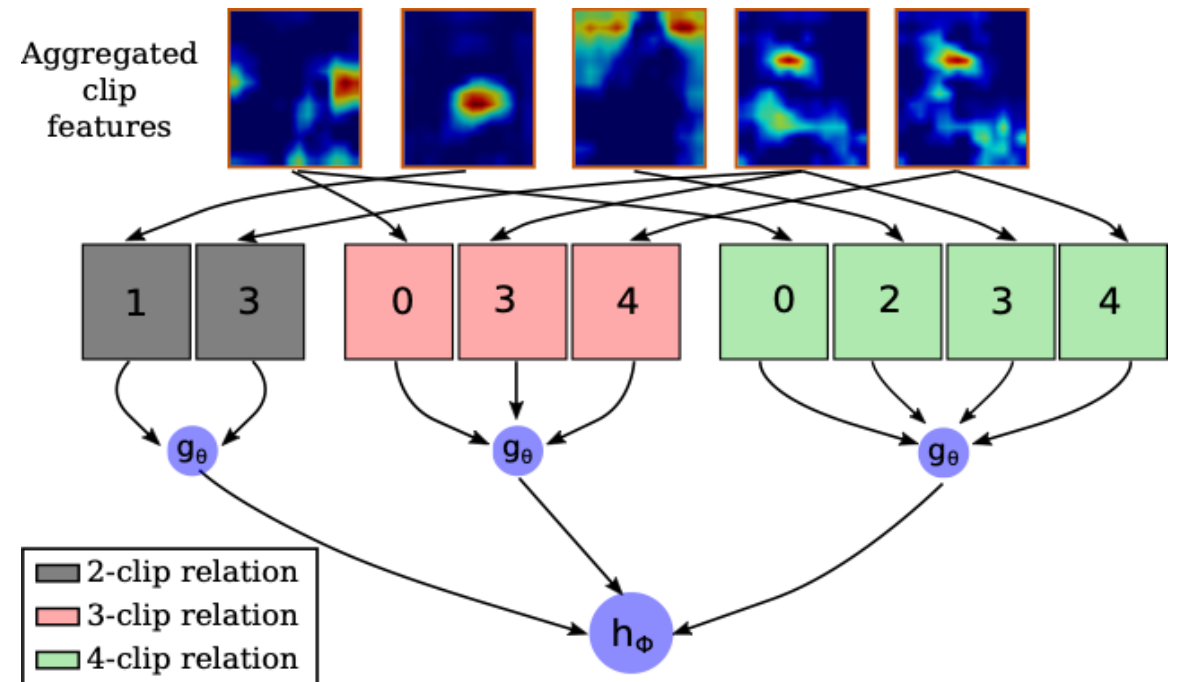 Aggregated
clip
features
1 3 0 3 4 0 2 3 4
gθ gθ gθ
hΦ
2-clip relation
3-clip relation
4-clip relation